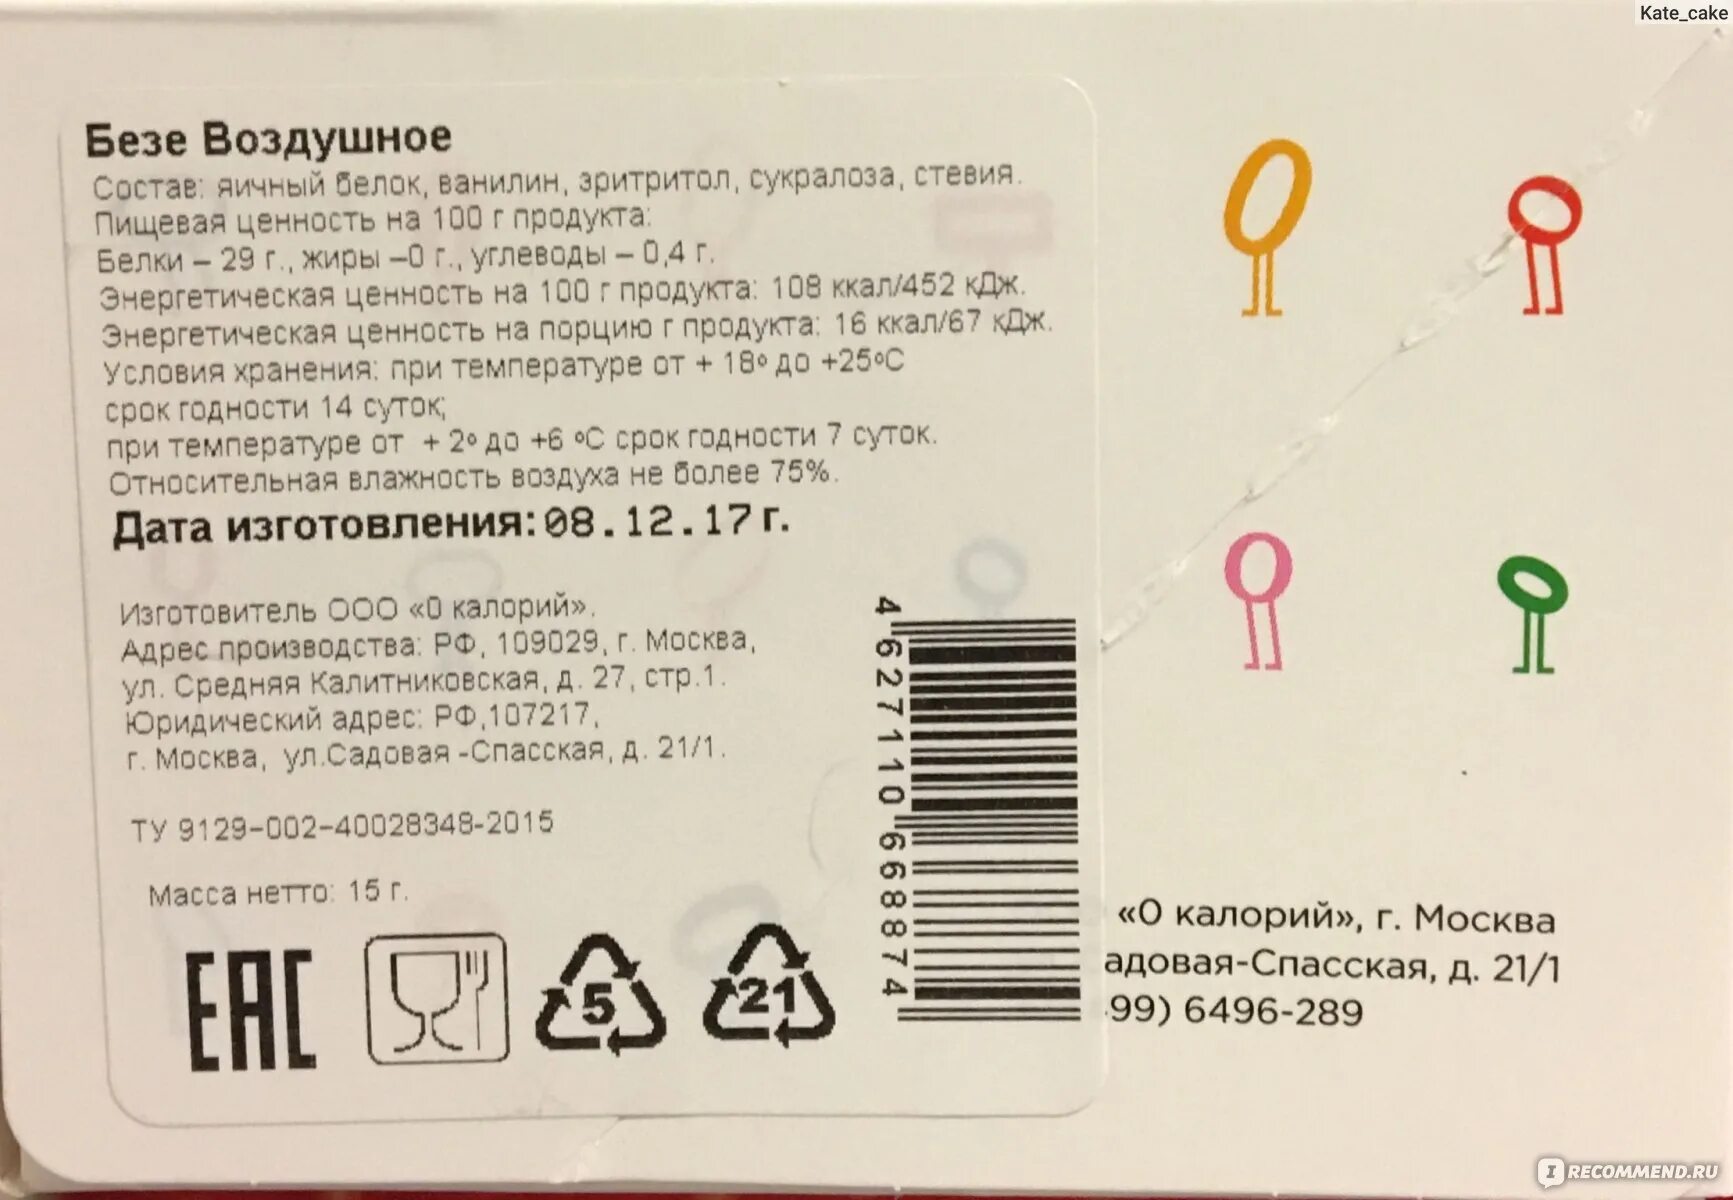 Kate_cake
Безе Воздушное
Состав: яичный белок, ванилин, эритритол, сукралоза, стевия.
Пищевая ценность на 100 г продукта:
Белки – 29 г., жиры –0 г., углеводы – 0,4 г.
Энергетическая ценность на 100 г продукта: 108 ккал/452 кДж.
Энергетическая ценность на порцию г продукта: 16 ккал/67 кДж.
Условия хранения: при температуре от + 18º до +25ºС
срок годности 14 суток;
при температуре от + 2º до +6 ºС срок годности 7 суток.
Относительная влажность воздуха не более 75%.
Дата изготовления:08.12.17г.
Изготовитель ООО «0 калорий».
Адрес производства: РФ, 109029, г. Москва,
ул. Средняя Калитниковская, д. 27, стр.1.
Юридический адрес: РФ,107217,
г. Москва, ул.Садовая -Спасская, д. 21/1.
ТУ 9129-002-40028348-2015
Масса нетто: 15 г.
EAC
5
21
4 627110 668874
«0 калорий», г. Москва
адовая-Спасская, д. 21/1
99) 6496-289
IRECOMMEND.RU